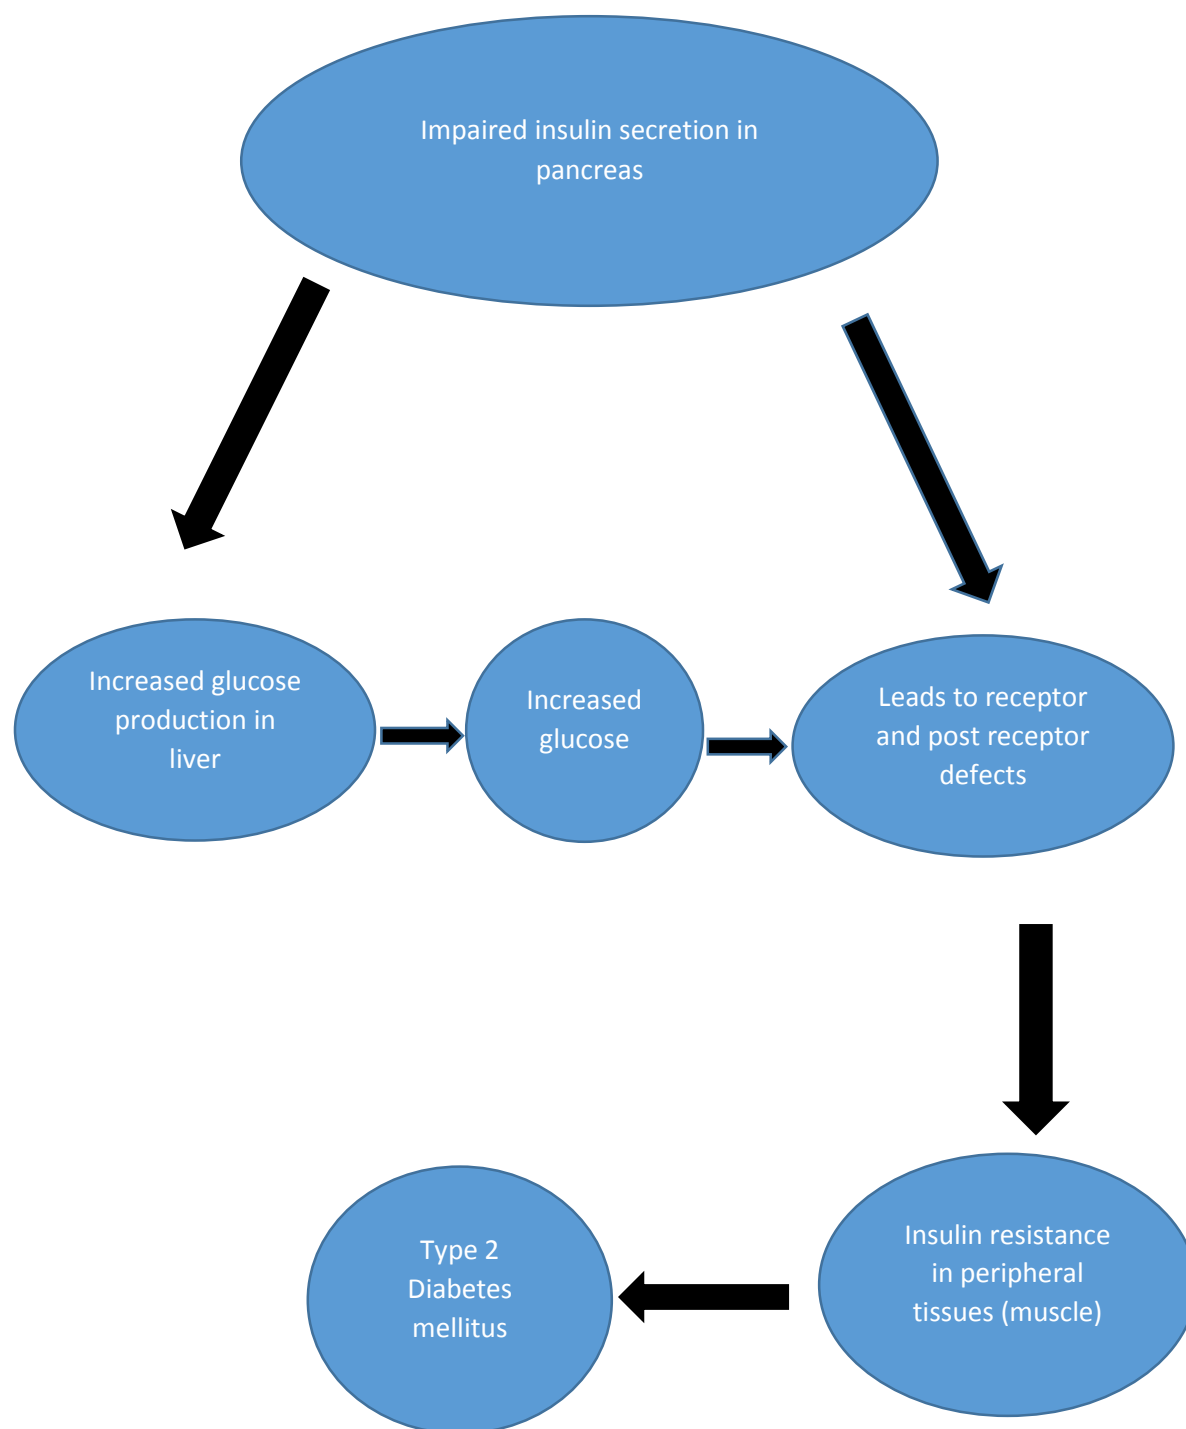 Impaired insulin secretion in
pancreas
Increased glucose
production in
liver
Increased
glucose
Leads to receptor
and post receptor
defects
Insulin resistance
in peripheral
tissues (muscle)
Type 2
Diabetes
mellitus